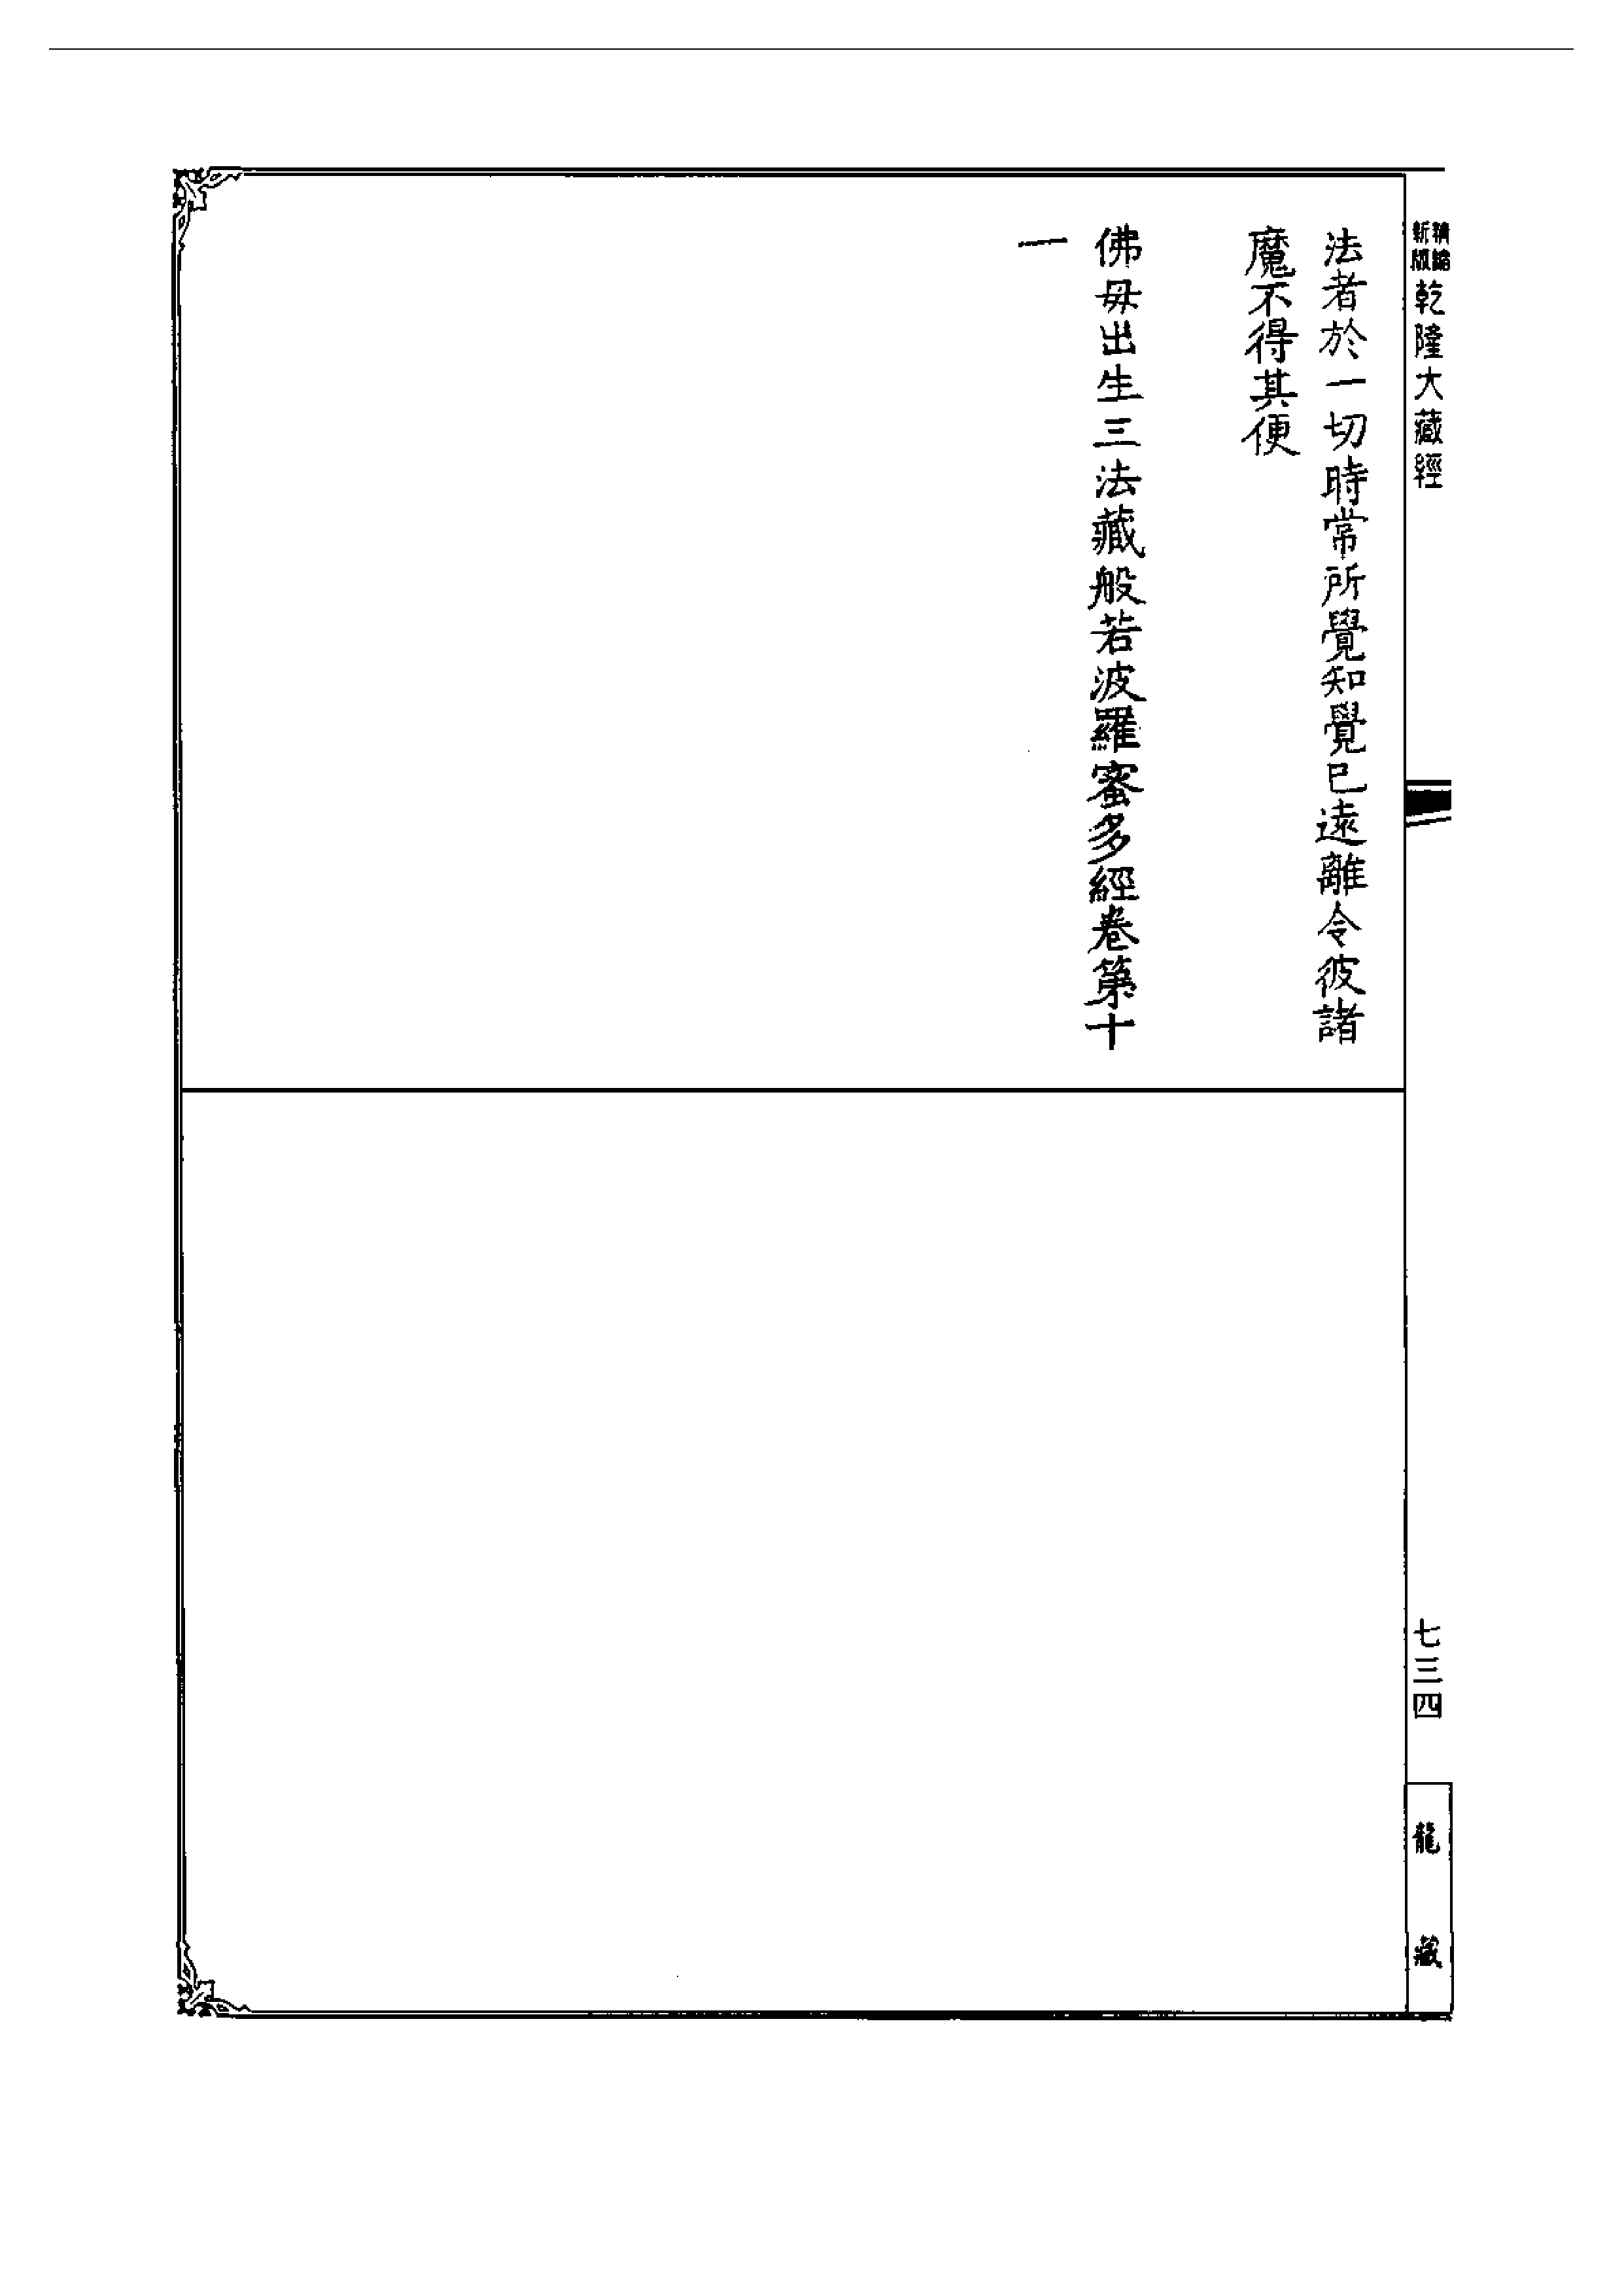 新版精縮乾隆大藏經
法者於一切時常所覺知覺已遠離令彼諸
魔不得其便
佛母出生三法藏般若波羅蜜多經卷第十
一
七三四
龍藏